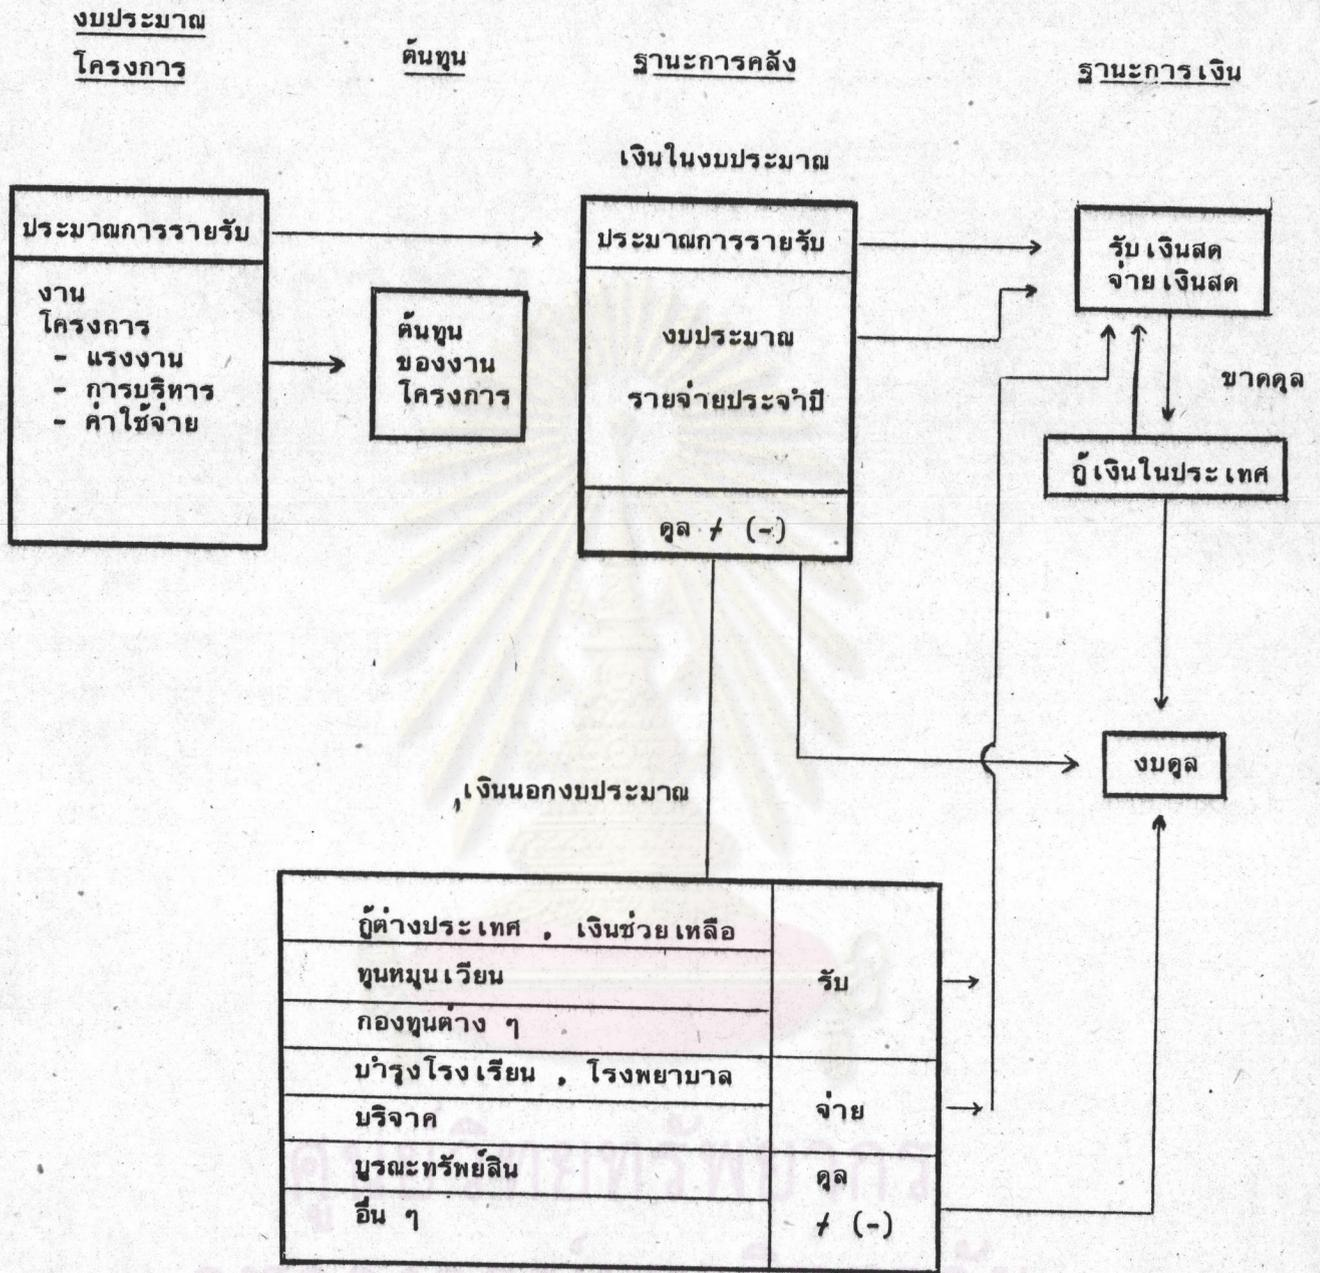 งบประมาณ
โครงการ
ต้นทุน
ฐานะการคลัง
ฐานะการเงิน
เงินในงบประมาณ
ประมาณการรายรับ
งาน
โครงการ
- แรงงาน
- การบริหาร
- ค่าใช้จ่าย
ต้นทุน
ของงาน
โครงการ
ประมาณการรายรับ
งบประมาณ
รายจ่ายประจำปี
ดุล + (-)
รับเงินสด
จ่ายเงินสด
ขาดดุล
กู้เงินในประเทศ
งบดุล
เงินนอกงบประมาณ
กู้ต่างประเทศ , เงินช่วยเหลือ
ทุนหมุนเวียน
กองทุนต่าง ๆ
บำรุงโรงเรียน , โรงพยาบาล
บริจาค
บูรณะทรัพย์สิน
อื่น ๆ
รับ
จ่าย
ดุล
+ (-)
ศูนย์วิทยทรัพยากร